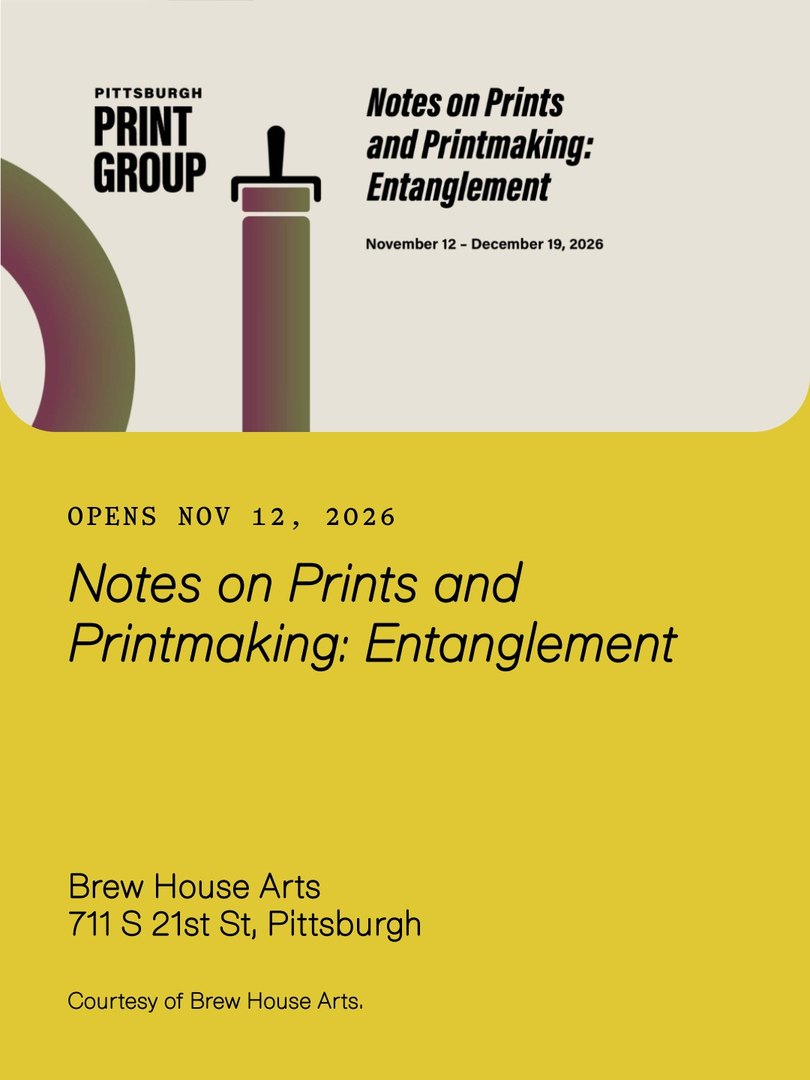 PITTSBURGH
PRINT
GROUP
Notes on Prints
and Printmaking:
Entanglement
November 12 – December 19, 2026
OPENS NOV 12, 2026
Notes on Prints and
Printmaking: Entanglement
Brew House Arts
711 S 21st St, Pittsburgh
Courtesy of Brew House Arts.